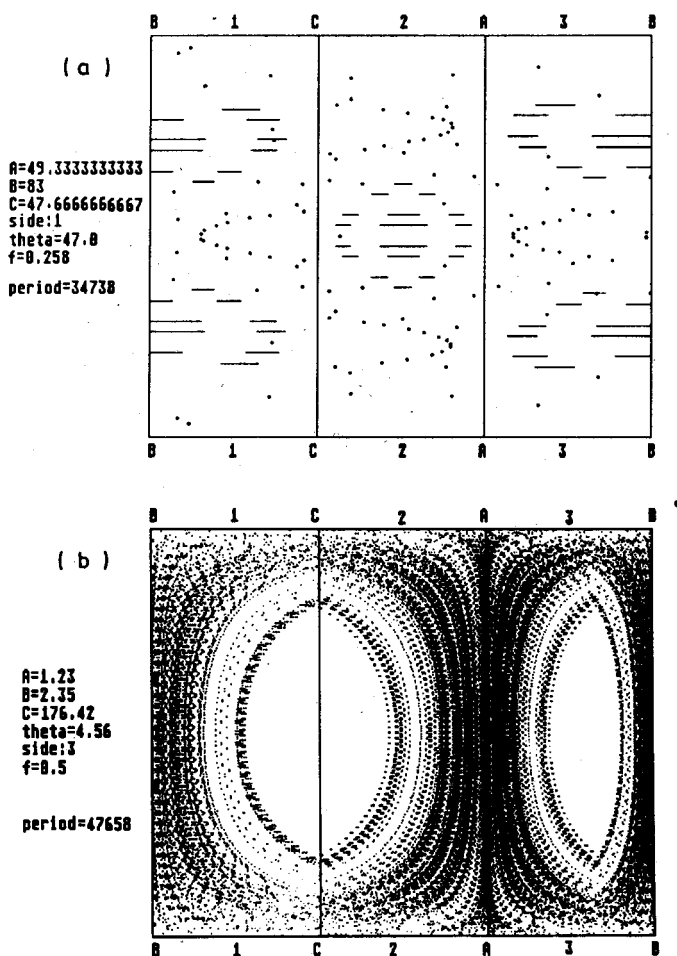 B 1 C 2 A 3 B
(a)
A=49.3333333333
B=83
C=47.6666666667
side:1
theta=47.0
f=0.258
period=34738
B 1 C 2 A 3 B
B 1 C 2 A 3 B
(b)
A=1.23
B=2.35
C=176.42
theta=4.56
side:3
f=0.5
period=47658
B 1 C 2 A 3 B